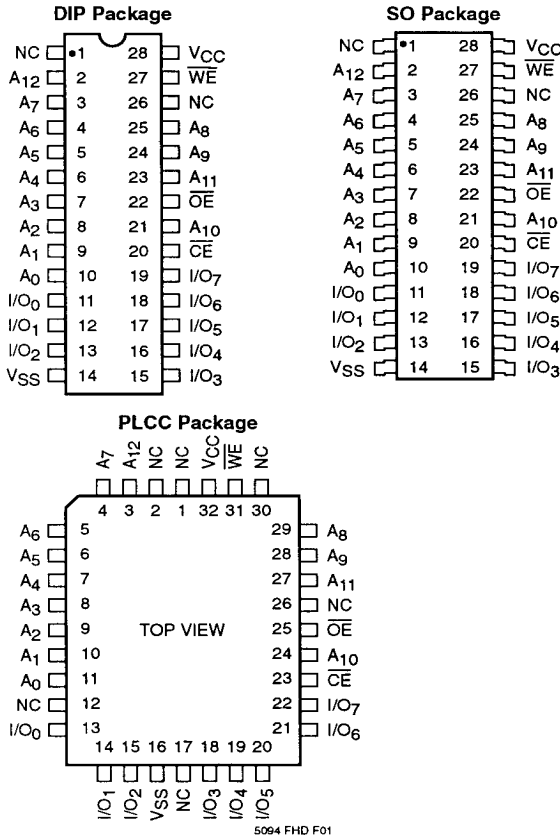 DIP Package
NC 1 28 VCC
A12 2 27 W̅E̅
A7 3 26 NC
A6 4 25 A8
A5 5 24 A9
A4 6 23 A11
A3 7 22 O̅E̅
A2 8 21 A10
A1 9 20 C̅E̅
A0 10 19 I/O7
I/O0 11 18 I/O6
I/O1 12 17 I/O5
I/O2 13 16 I/O4
VSS 14 15 I/O3
SO Package
NC 1 28 VCC
A12 2 27 W̅E̅
A7 3 26 NC
A6 4 25 A8
A5 5 24 A9
A4 6 23 A11
A3 7 22 O̅E̅
A2 8 21 A10
A1 9 20 C̅E̅
A0 10 19 I/O7
I/O0 11 18 I/O6
I/O1 12 17 I/O5
I/O2 13 16 I/O4
VSS 14 15 I/O3
PLCC Package
A7 A12 NC NC VCC W̅E̅ NC
4 3 2 1 32 31 30
A6 5 29 A8
A5 6 28 A9
A4 7 27 A11
A3 8 26 NC
A2 9 TOP VIEW 25 O̅E̅
A1 10 24 A10
A0 11 23 C̅E̅
NC 12 22 I/O7
I/O0 13 21 I/O6
14 15 16 17 18 19 20
I/O1 I/O2 VSS NC I/O3 I/O4 I/O5
5094 FHD F01